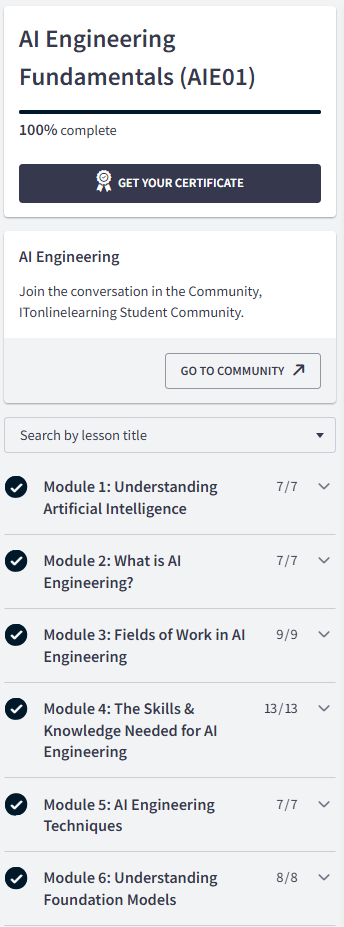 AI Engineering
Fundamentals (AIE01)
100% complete
GET YOUR CERTIFICATE
AI Engineering
Join the conversation in the Community,
ITonlinelearning Student Community.
GO TO COMMUNITY
Search by lesson title
Module 1: Understanding 7/7
Artificial Intelligence
Module 2: What is AI 7/7
Engineering?
Module 3: Fields of Work in AI 9/9
Engineering
Module 4: The Skills & 13/13
Knowledge Needed for AI
Engineering
Module 5: AI Engineering 7/7
Techniques
Module 6: Understanding 8/8
Foundation Models